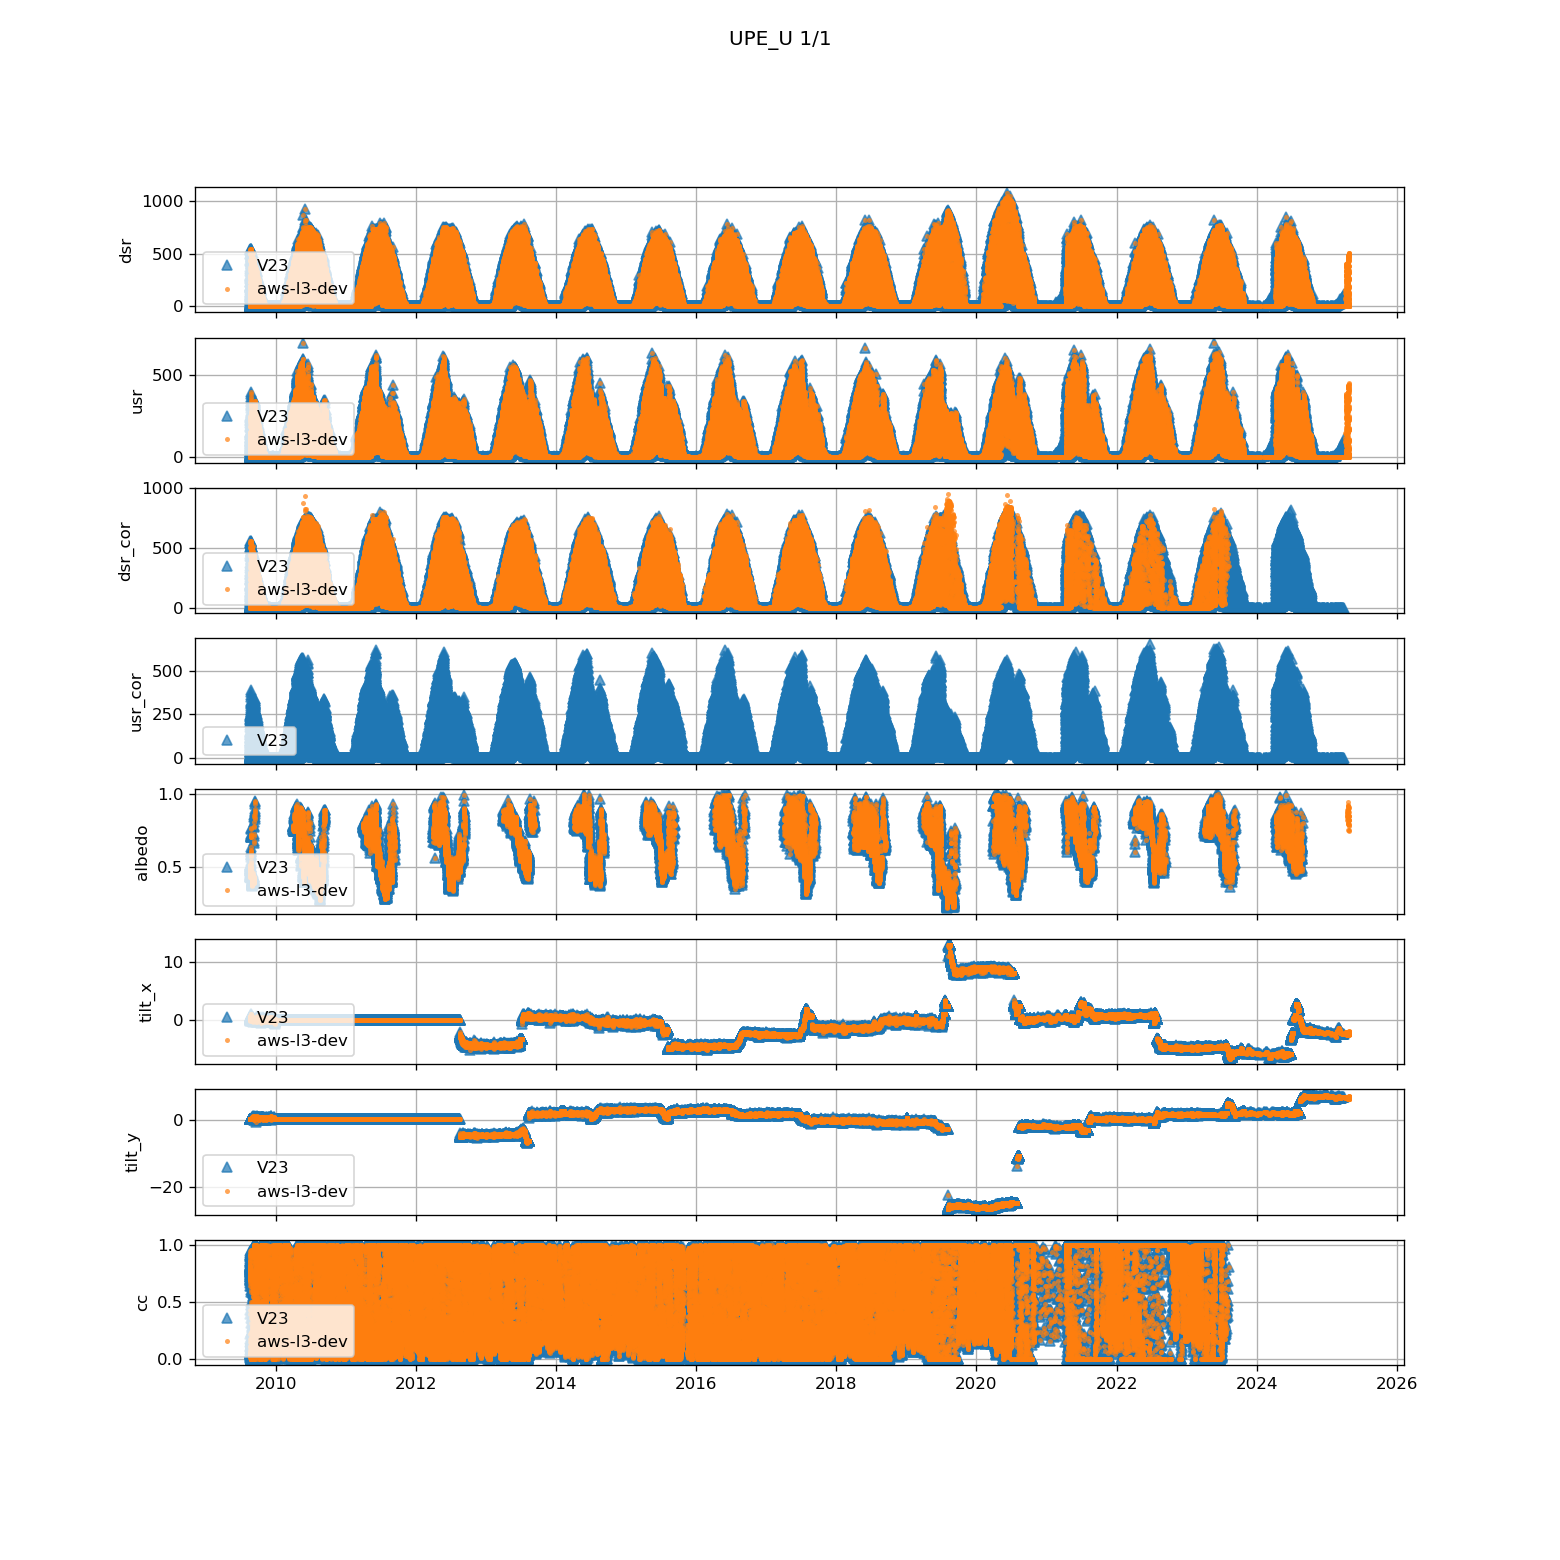 UPE_U 1/1
1000
500
0
dsr
V23
aws-l3-dev
500
0
usr
V23
aws-l3-dev
1000
500
0
dsr_cor
V23
aws-l3-dev
500
250
0
usr_cor
V23
1.0
0.5
albedo
V23
aws-l3-dev
10
0
tilt_x
V23
aws-l3-dev
0
−20
tilt_y
V23
aws-l3-dev
1.0
0.5
0.0
cc
V23
aws-l3-dev
2010 2012 2014 2016 2018 2020 2022 2024 2026